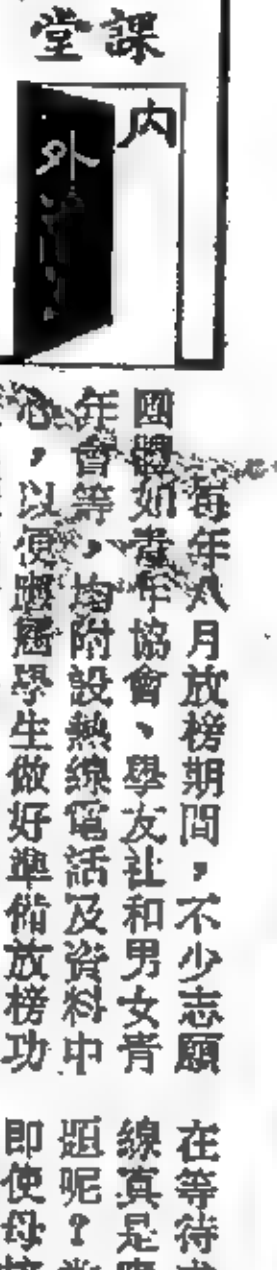 課堂
內
外
每年八月放榜期間，不少志願
團體如青年協會、學友社和男女青
年會等，均附設熱線電話及資料中
心，以便 學生做好準備放榜功
在等待
線真是
題呢？
即使母